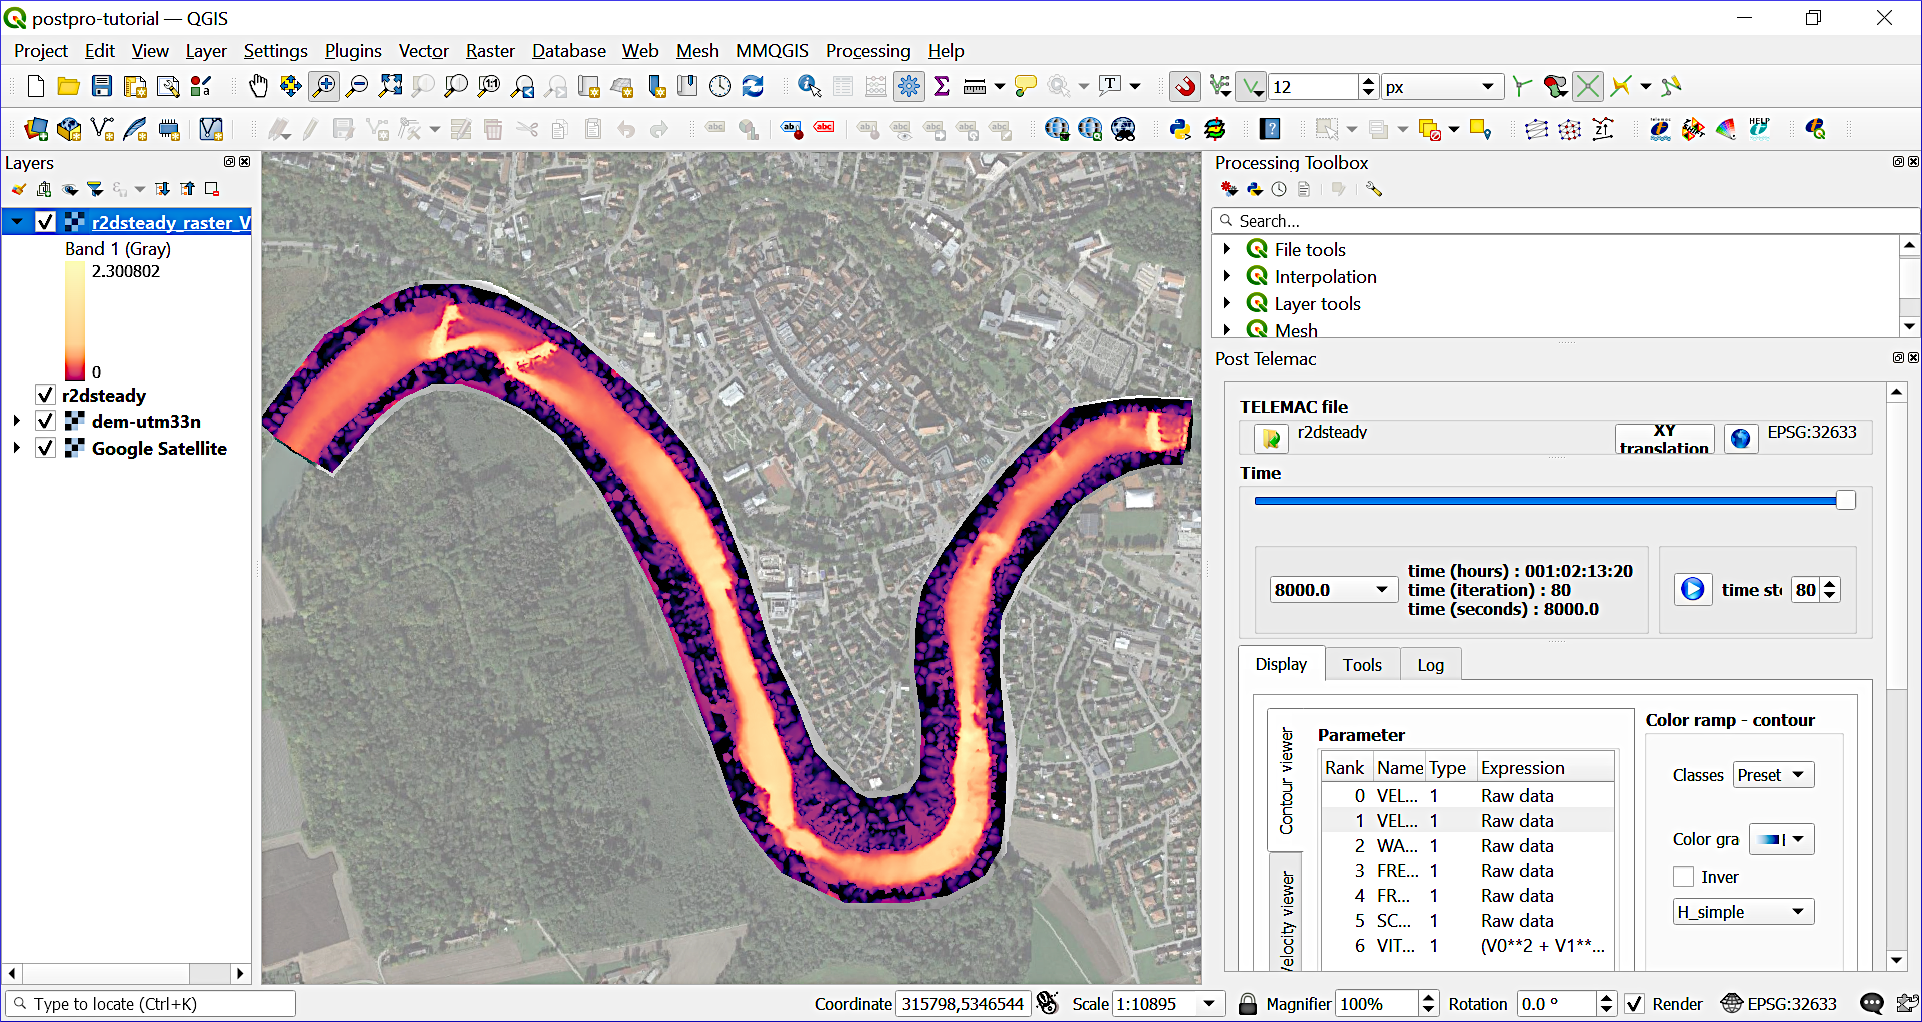 postpro-tutorial — QGIS
Project Edit View Layer Settings Plugins Vector Raster Database Web Mesh MMQGIS Processing Help
12 px
Layers
r2dsteady_raster_V
Band 1 (Gray)
2.300802
0
r2dsteady
dem-utm33n
Google Satellite
Processing Toolbox
Search...
File tools
Interpolation
Layer tools
Mesh
Post Telemac
TELEMAC file
r2dsteady
XY translation
EPSG:32633
Time
8000.0
time (hours) : 001:02:13:20
time (iteration) : 80
time (seconds) : 8000.0
time st
80
Display Tools Log
Contour viewer
Velocity viewer
Parameter
Rank Name Type Expression
0 VEL... 1 Raw data
1 VEL... 1 Raw data
2 WA... 1 Raw data
3 FRE... 1 Raw data
4 FR... 1 Raw data
5 SC... 1 Raw data
6 VIT... 1 (V0**2 + V1**...
Color ramp - contour
Classes Preset
Color gra
Inver
H_simple
Type to locate (Ctrl+K)
Coordinate 315798,5346544 Scale 1:10895 Magnifier 100% Rotation 0.0 ° Render EPSG:32633